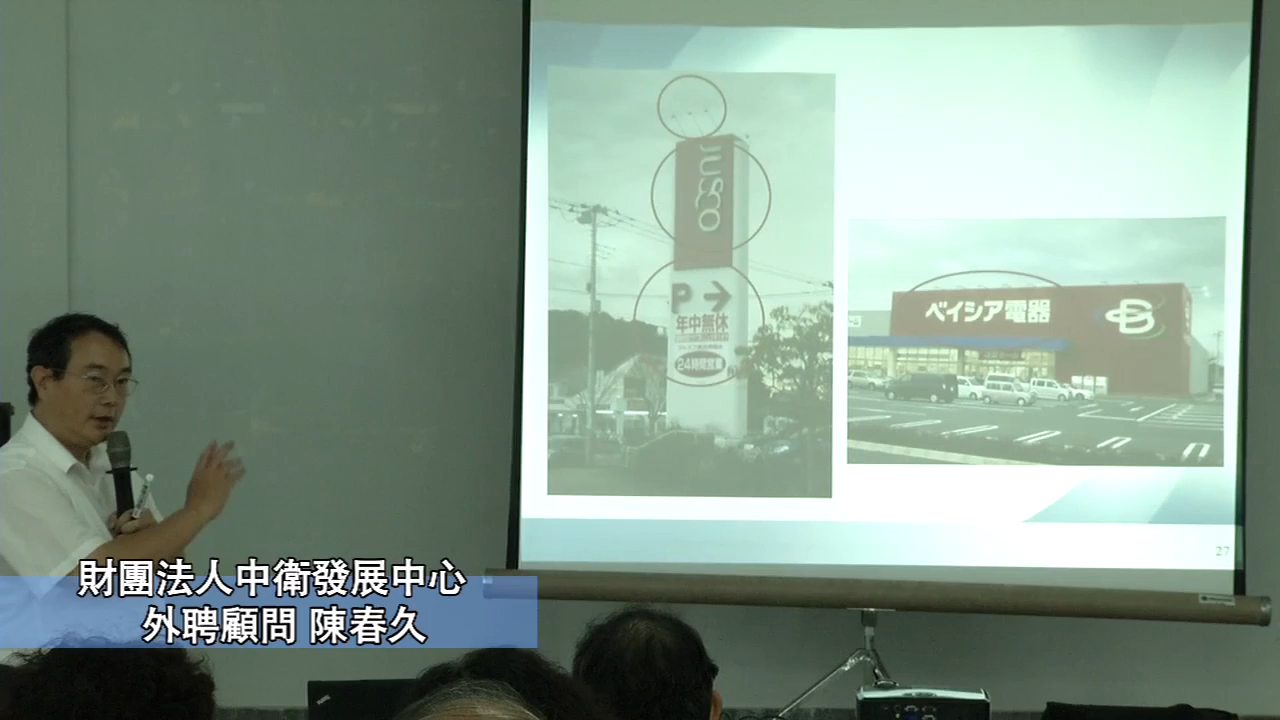 P →
年中無休
24時間営業
ベイシア電器
B
27
財團法人中衛發展中心
外聘顧問 陳春久